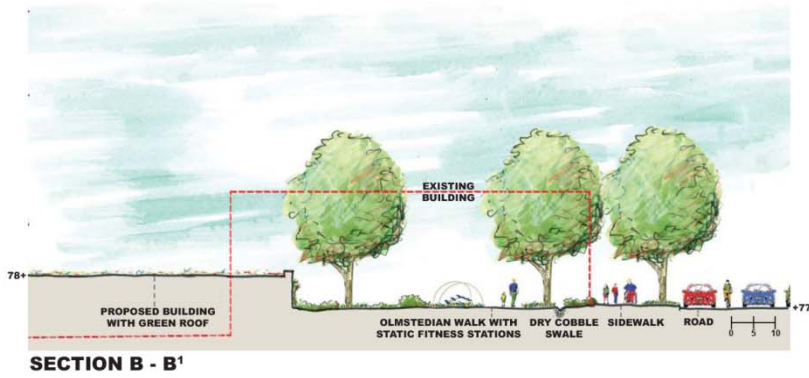 EXISTING
BUILDING
78+
+77
PROPOSED BUILDING
WITH GREEN ROOF
OLMSTEDIAN WALK WITH
STATIC FITNESS STATIONS
DRY COBBLE
SWALE
SIDEWALK
ROAD
0 5 10
SECTION B - B¹